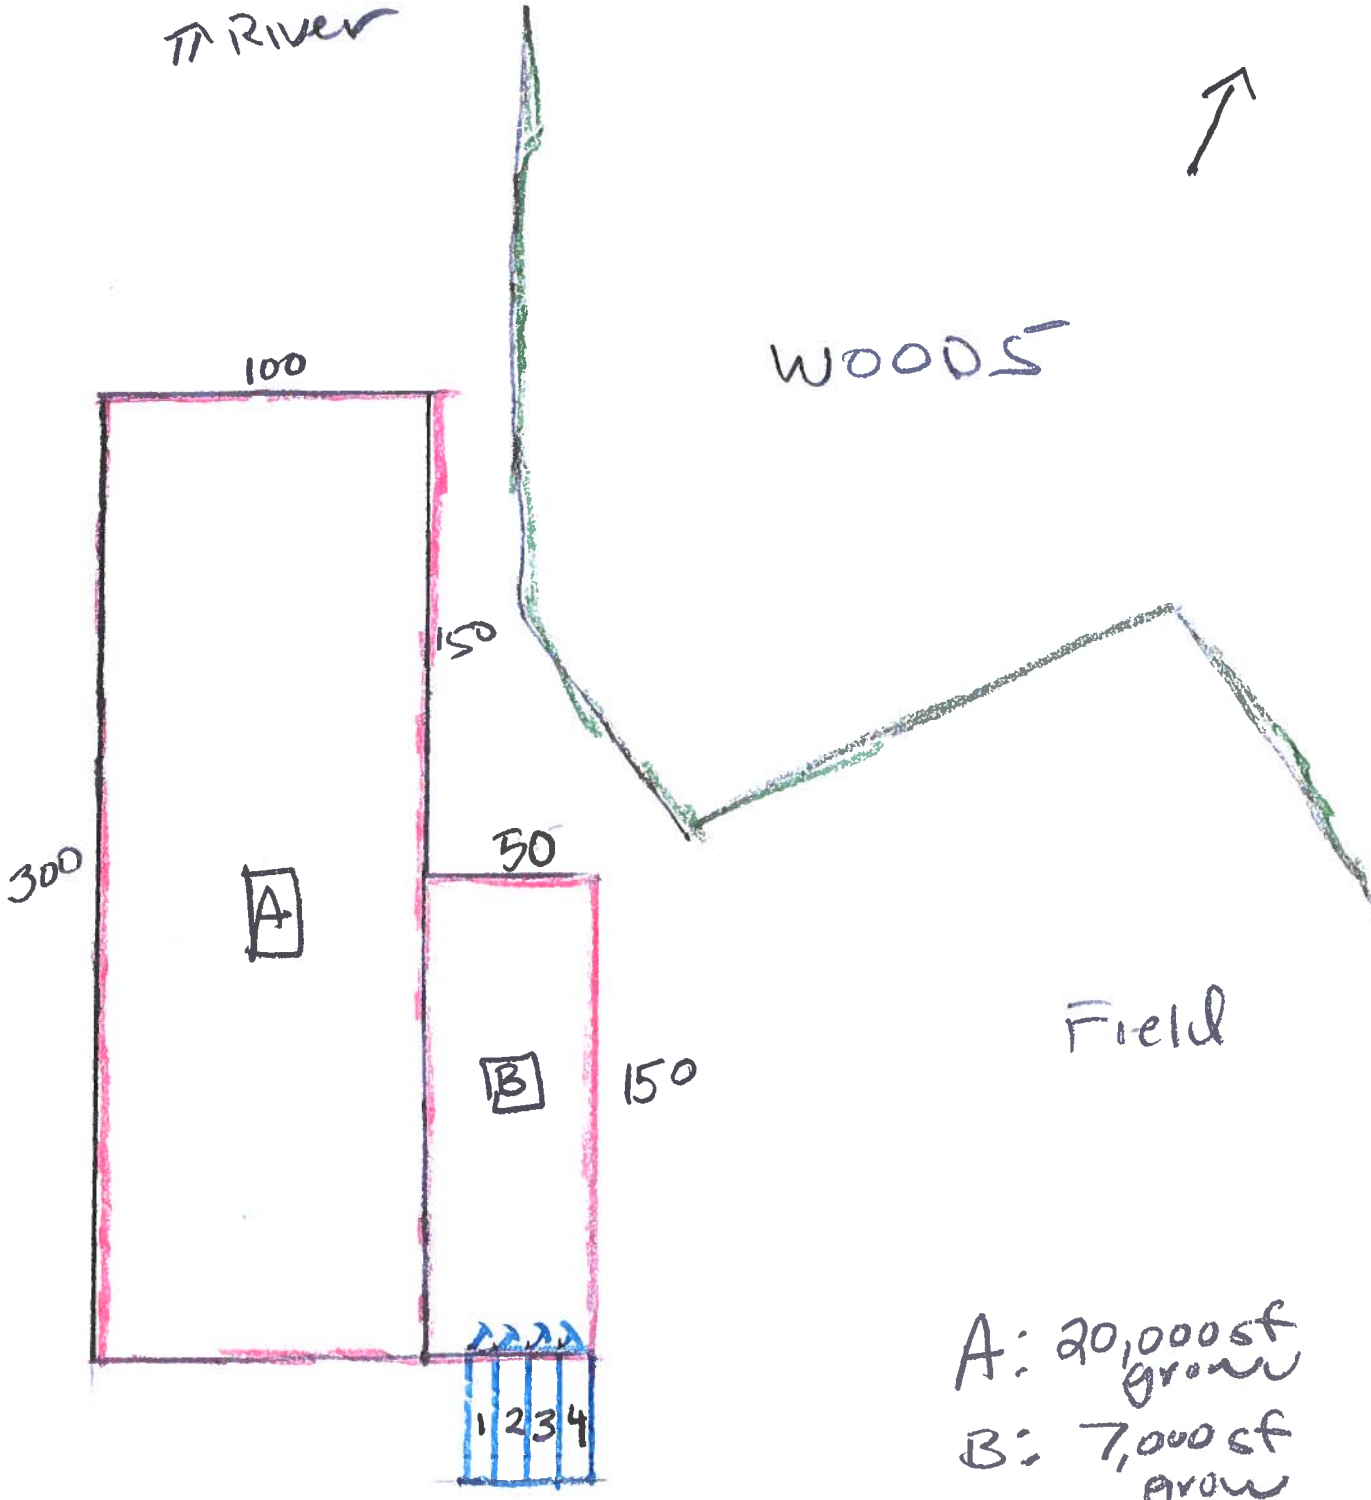 ⇈ River
WOODS
100
150
50
300
A
Field
B
150
A: 20,000 sf
grow
B: 7,000 sf
grow
1 2 3 4